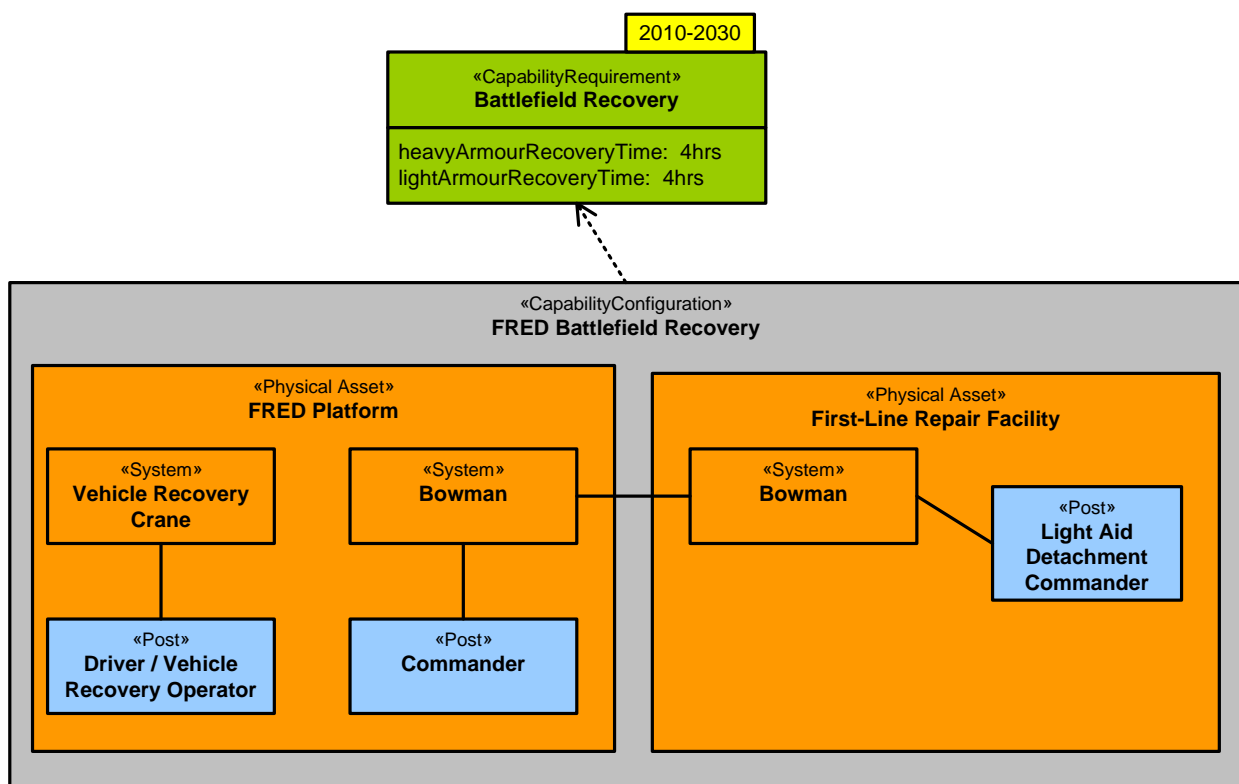 2010-2030
«CapabilityRequirement»
Battlefield Recovery
heavyArmourRecoveryTime: 4hrs
lightArmourRecoveryTime: 4hrs
«CapabilityConfiguration»
FRED Battlefield Recovery
«Physical Asset»
FRED Platform
«System»
Vehicle Recovery
Crane
«System»
Bowman
«Post»
Driver / Vehicle
Recovery Operator
«Post»
Commander
«Physical Asset»
First-Line Repair Facility
«System»
Bowman
«Post»
Light Aid
Detachment
Commander